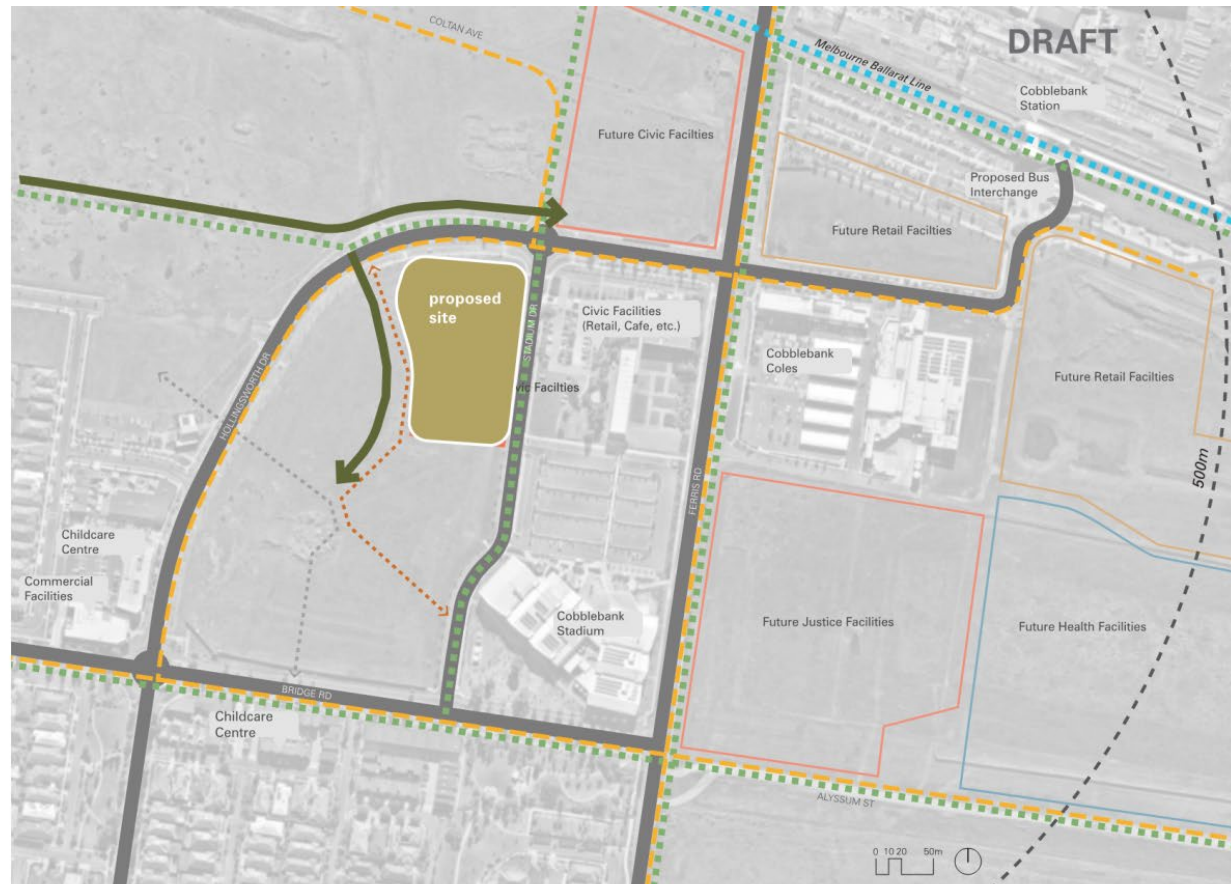 COLTAN AVE
DRAFT
Melbourne Ballarat Line
Cobblebank
Station
Future Civic Facilties
Proposed Bus
Interchange
Future Retail Facilties
proposed
site
STADIUM DR
Civic Facilities
(Retail, Cafe, etc.)
vic Facilties
Cobblebank
Coles
Future Retail Facilties
HOLLINGSWORTH DR
FERRIS RD
500m
Childcare
Centre
Commercial
Facilities
Cobblebank
Stadium
Future Justice Facilities
Future Health Facilities
BRIDGE RD
Childcare
Centre
ALYSSUM ST
0 10 20 50m